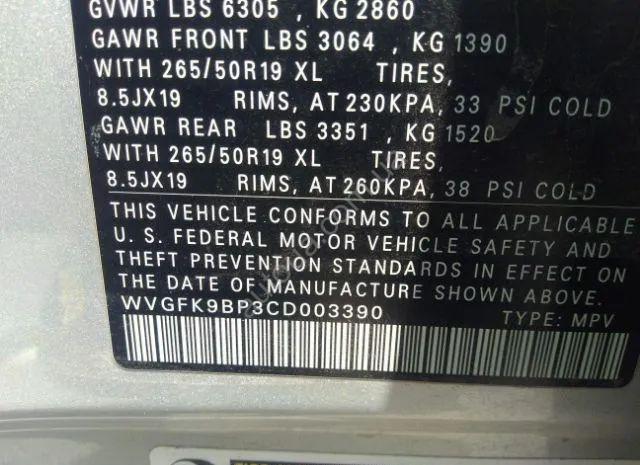 GVWR LBS 6305 , KG 2860
GAWR FRONT LBS 3064 , KG 1390
WITH 265/50R19 XL TIRES,
8.5JX19 RIMS, AT 230KPA, 33 PSI COLD
GAWR REAR LBS 3351 , KG 1520
WITH 265/50R19 XL TIRES,
8.5JX19 RIMS, AT 260KPA, 38 PSI COLD
THIS VEHICLE CONFORMS TO ALL APPLICABLE
U. S. FEDERAL MOTOR VEHICLE SAFETY AND
THEFT PREVENTION STANDARDS IN EFFECT ON
THE DATE OF MANUFACTURE SHOWN ABOVE.
WVGFK9BP3CD003390 TYPE: MPV